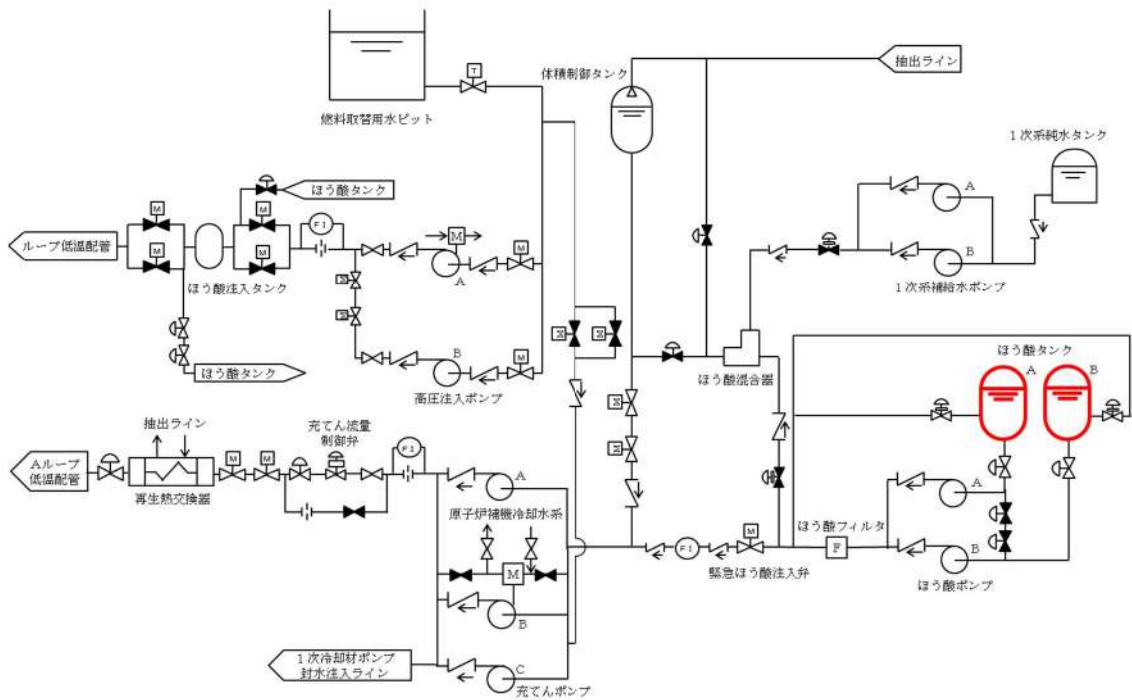 T
燃料取替用水ピット
体積制御タンク
抽出ライン
1次系純水タンク
A
B
1次系補給水ポンプ
ほう酸タンク
M
M
M
M
FI
M
M
A
ループ低温配管
ほう酸注入タンク
M
M
B
M
高圧注入ポンプ
ほう酸タンク
M
M
ほう酸混合器
ほう酸タンク
A
B
M
M
抽出ライン
充てん流量
制御弁
FI
Aループ
低温配管
M
M
再生熱交換器
A
原子炉補機冷却水系
M
B
FI
M
緊急ほう酸注入弁
ほう酸フィルタ
F
A
B
ほう酸ポンプ
1次冷却材ポンプ
封水注入ライン
C
充てんポンプ